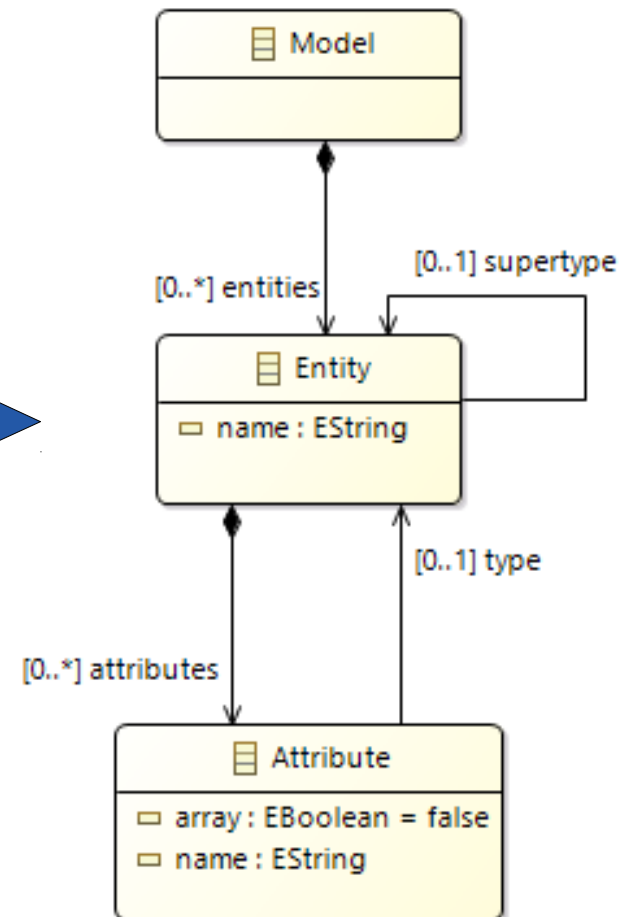 Model
[0..1] supertype
[0..*] entities
Entity
name : EString
[0..1] type
[0..*] attributes
Attribute
array : EBoolean = false
name : EString